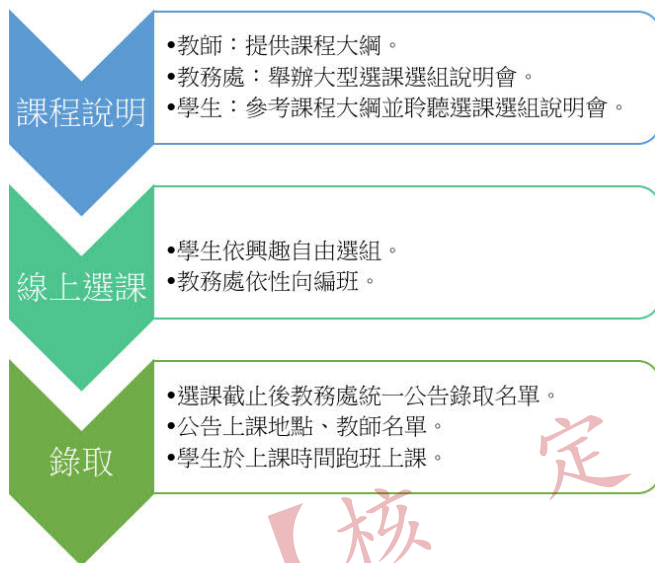 課程說明
•教師：提供課程大綱。
•教務處：舉辦大型選課選組說明會。
•學生：參考課程大綱並聆聽選課選組說明會。
線上選課
•學生依興趣自由選組。
•教務處依性向編班。
錄取
•選課截止後教務處統一公告錄取名單。
•公告上課地點、教師名單。
•學生於上課時間跑班上課。
【核定